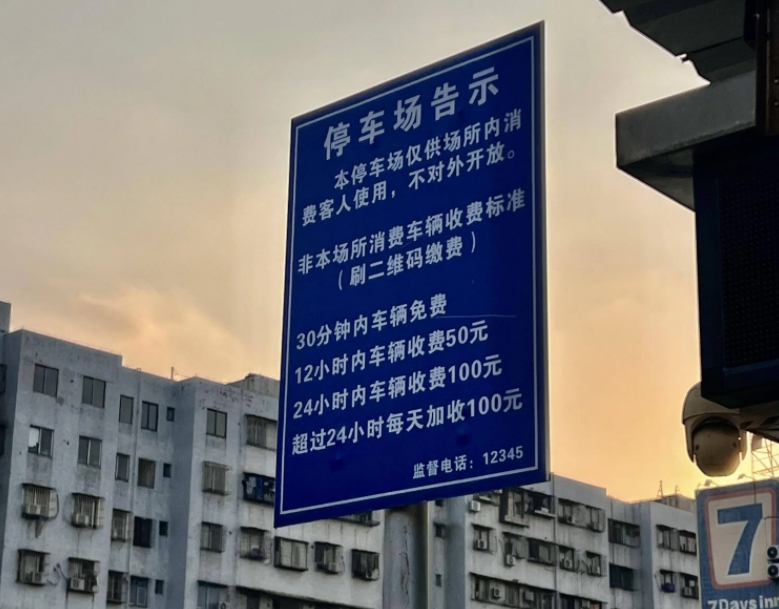 停车场告示
本停车场仅供场所内消
费客人使用，不对外开放。
非本场所消费车辆收费标准
（刷二维码缴费）
30分钟内车辆免费
12小时内车辆收费50元
24小时内车辆收费100元
超过24小时每天加收100元
监督电话：12345
7
7Daysinn